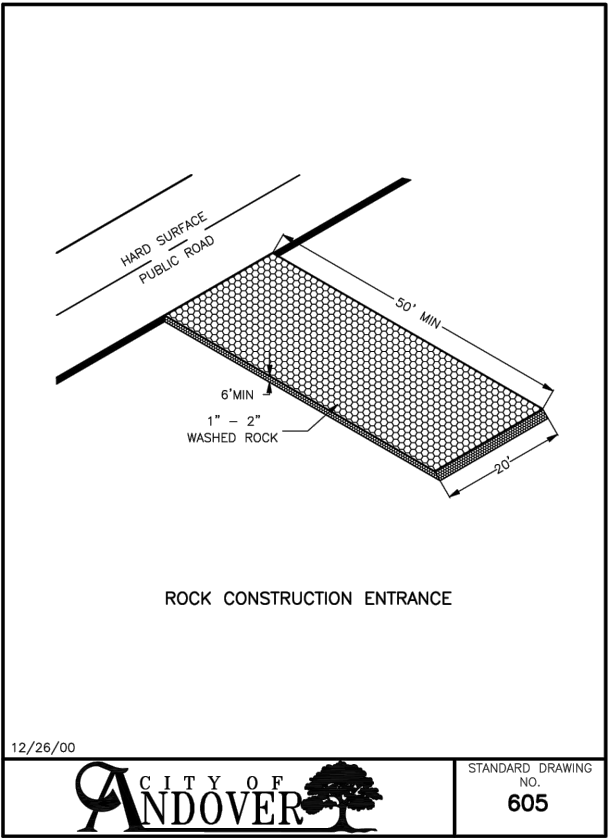 HARD SURFACE
PUBLIC ROAD
50' MIN
6'MIN
1" – 2"
WASHED ROCK
20'
ROCK CONSTRUCTION ENTRANCE
12/26/00
CITY OF
ANDOVER
STANDARD DRAWING
NO.
605